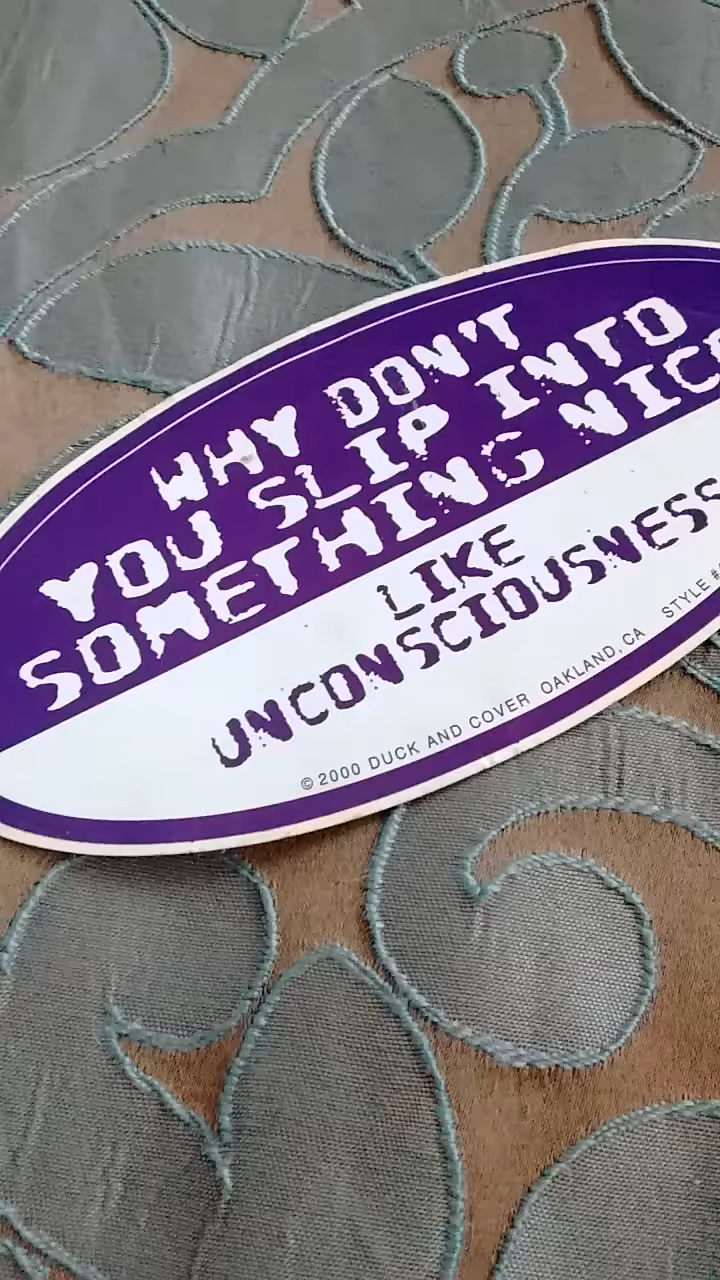 WHY DON'T
YOU SLIP INTO
SOMETHING NIC
LIKE
UNCONSCIOUSNESS
© 2000 DUCK AND COVER OAKLAND, CA STYLE #